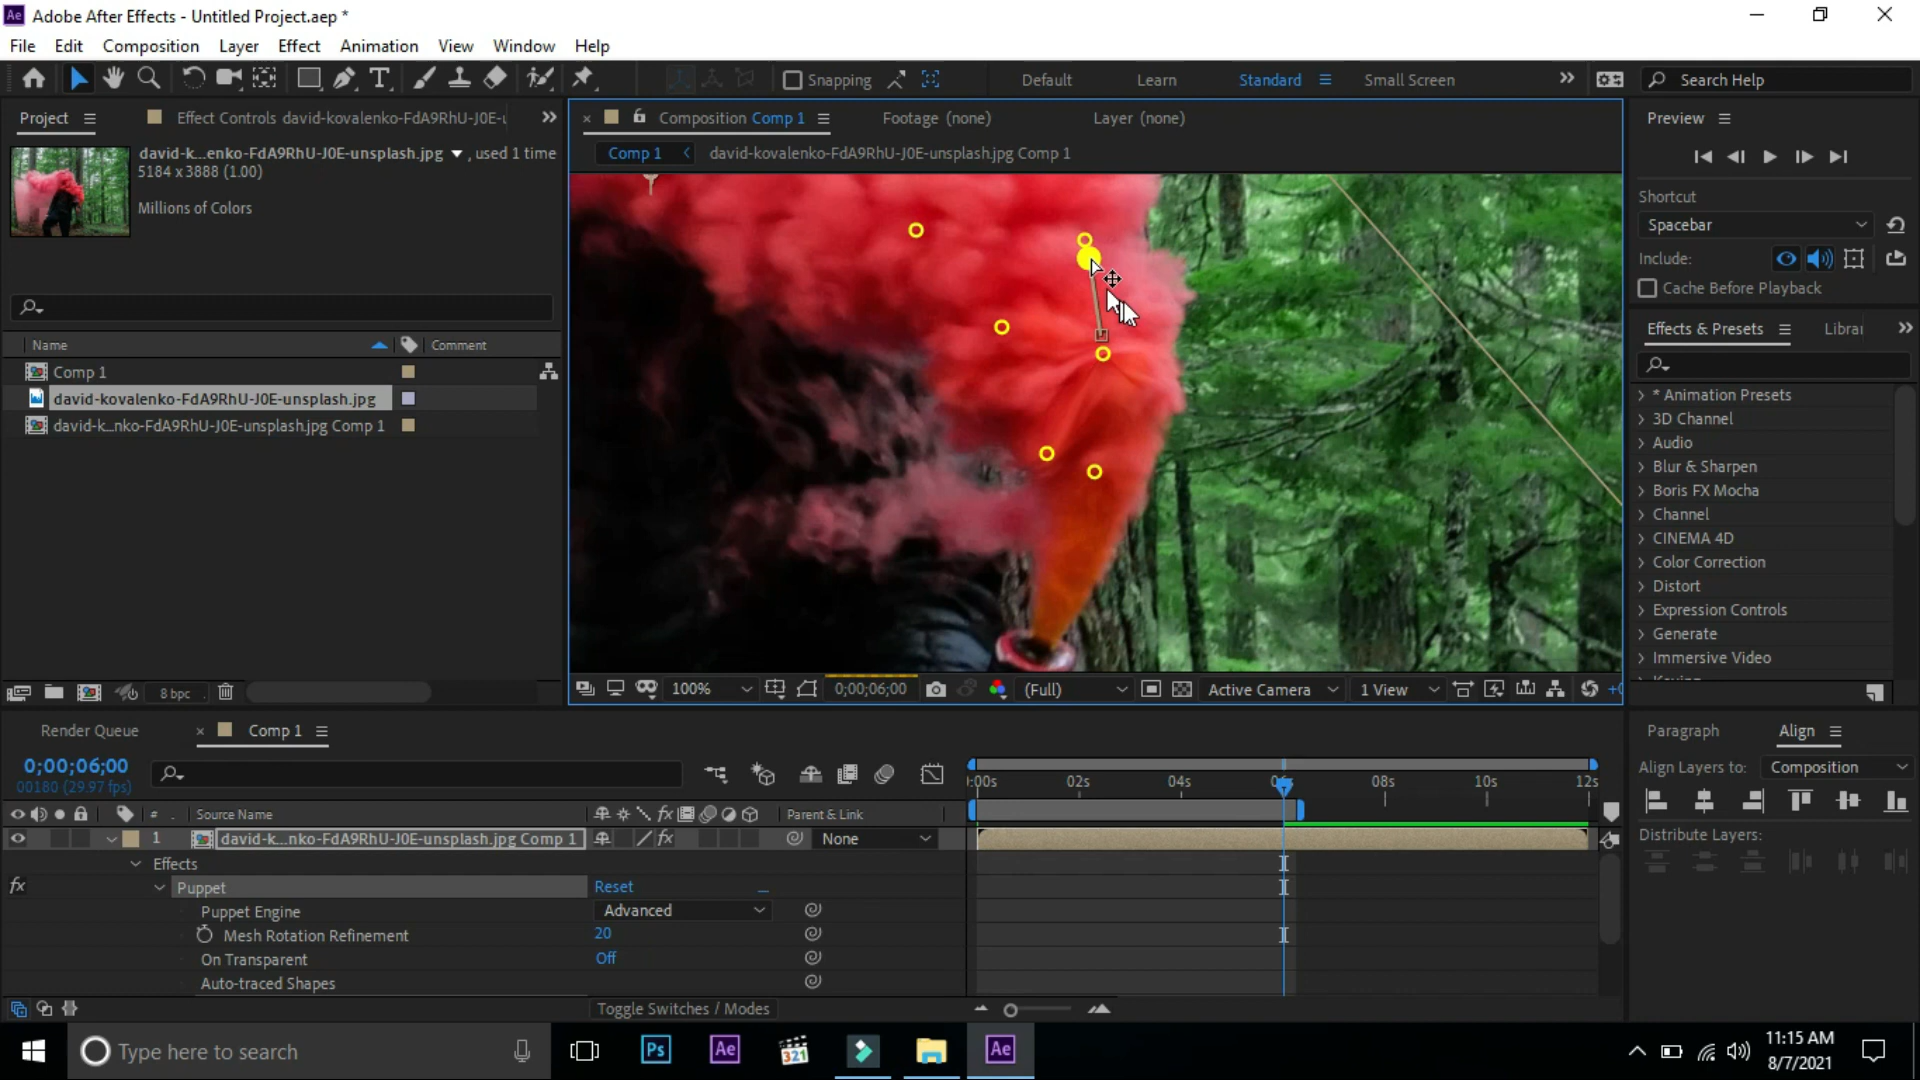 Ae Adobe After Effects - Untitled Project.aep *
File Edit Composition Layer Effect Animation View Window Help
Snapping Default Learn Standard Small Screen Search Help
Project Effect Controls david-kovalenko-FdA9RhU-J0E-u
Composition Comp 1 Footage (none) Layer (none)
Preview
david-k...enko-FdA9RhU-J0E-unsplash.jpg , used 1 time
5184 x 3888 (1.00)
Millions of Colors
Comp 1 david-kovalenko-FdA9RhU-J0E-unsplash.jpg Comp 1
Shortcut
Spacebar
Include:
Cache Before Playback
Effects & Presets Librar
Name Comment
Comp 1
david-kovalenko-FdA9RhU-J0E-unsplash.jpg
david-k...nko-FdA9RhU-J0E-unsplash.jpg Comp 1
* Animation Presets
3D Channel
Audio
Blur & Sharpen
Boris FX Mocha
Channel
CINEMA 4D
Color Correction
Distort
Expression Controls
Generate
Immersive Video
8 bpc
100% 0;00;06;00 (Full) Active Camera 1 View
Render Queue Comp 1
0;00;06;00
00180 (29.97 fps)
:00s 02s 04s 06s 08s 10s 12s
# Source Name Parent & Link
1 david-k...nko-FdA9RhU-J0E-unsplash.jpg Comp 1 fx None
Effects
fx Puppet Reset
Puppet Engine Advanced
Mesh Rotation Refinement 20
On Transparent Off
Auto-traced Shapes
Toggle Switches / Modes
Paragraph Align
Align Layers to: Composition
Distribute Layers:
Type here to search
Ps Ae 321 Ae
11:15 AM
8/7/2021